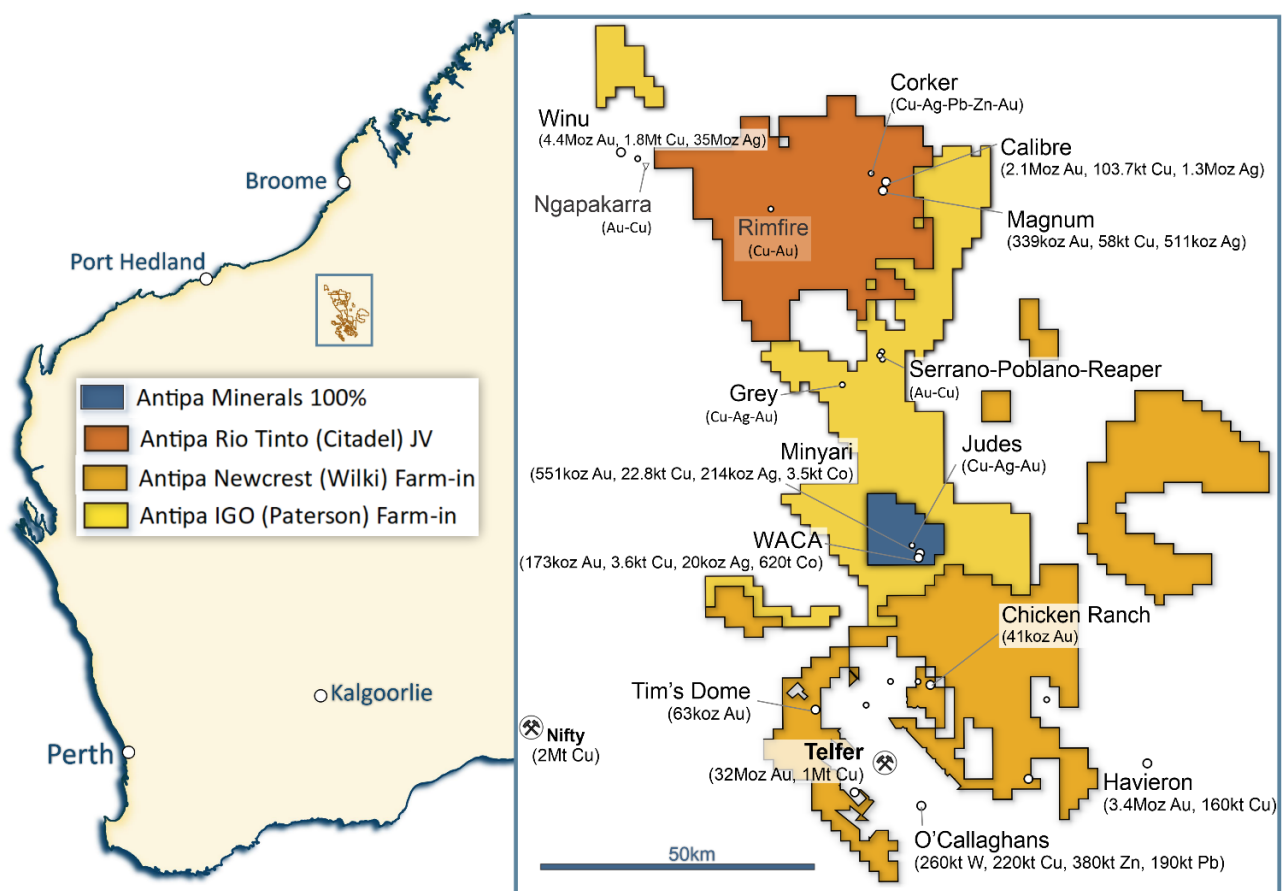 Broome
Port Hedland
Kalgoorlie
Perth
Antipa Minerals 100%
Antipa Rio Tinto (Citadel) JV
Antipa Newcrest (Wilki) Farm-in
Antipa IGO (Paterson) Farm-in
Corker
(Cu-Ag-Pb-Zn-Au)
Winu
(4.4Moz Au, 1.8Mt Cu, 35Moz Ag)
Calibre
(2.1Moz Au, 103.7kt Cu, 1.3Moz Ag)
Ngapakarra
(Au-Cu)
Magnum
(339koz Au, 58kt Cu, 511koz Ag)
Rimfire
(Cu-Au)
Serrano-Poblano-Reaper
(Au-Cu)
Grey
(Cu-Ag-Au)
Judes
(Cu-Ag-Au)
Minyari
(551koz Au, 22.8kt Cu, 214koz Ag, 3.5kt Co)
WACA
(173koz Au, 3.6kt Cu, 20koz Ag, 620t Co)
Chicken Ranch
(41koz Au)
Tim's Dome
(63koz Au)
Nifty
(2Mt Cu)
Telfer
(32Moz Au, 1Mt Cu)
Havieron
(3.4Moz Au, 160kt Cu)
O'Callaghans
(260kt W, 220kt Cu, 380kt Zn, 190kt Pb)
50km